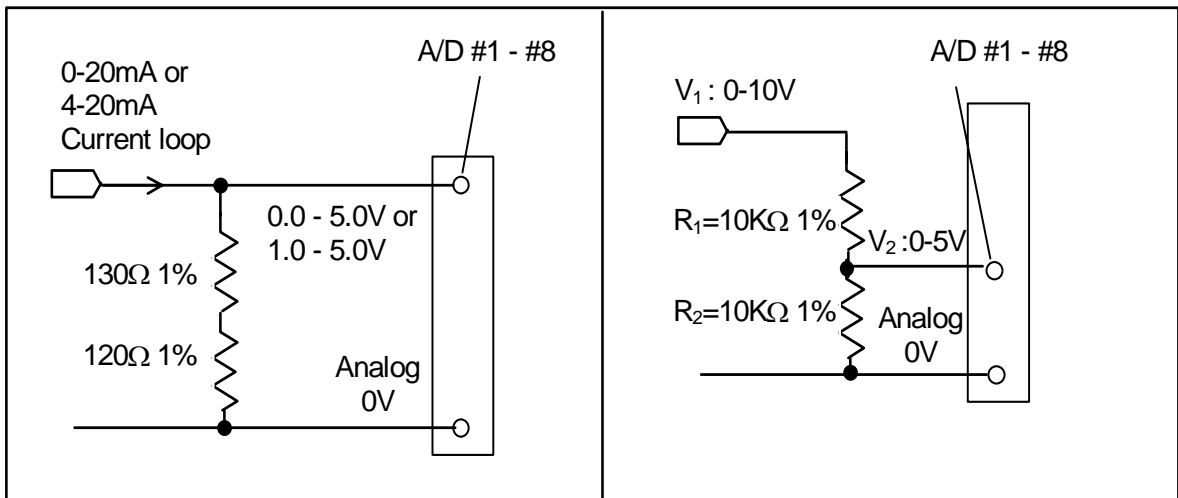 A/D #1 - #8
0-20mA or
4-20mA
Current loop
0.0 - 5.0V or
1.0 - 5.0V
130Ω 1%
120Ω 1%
Analog
0V
A/D #1 - #8
V₁ : 0-10V
R₁=10KΩ 1%
V₂ :0-5V
R₂=10KΩ 1%
Analog
0V